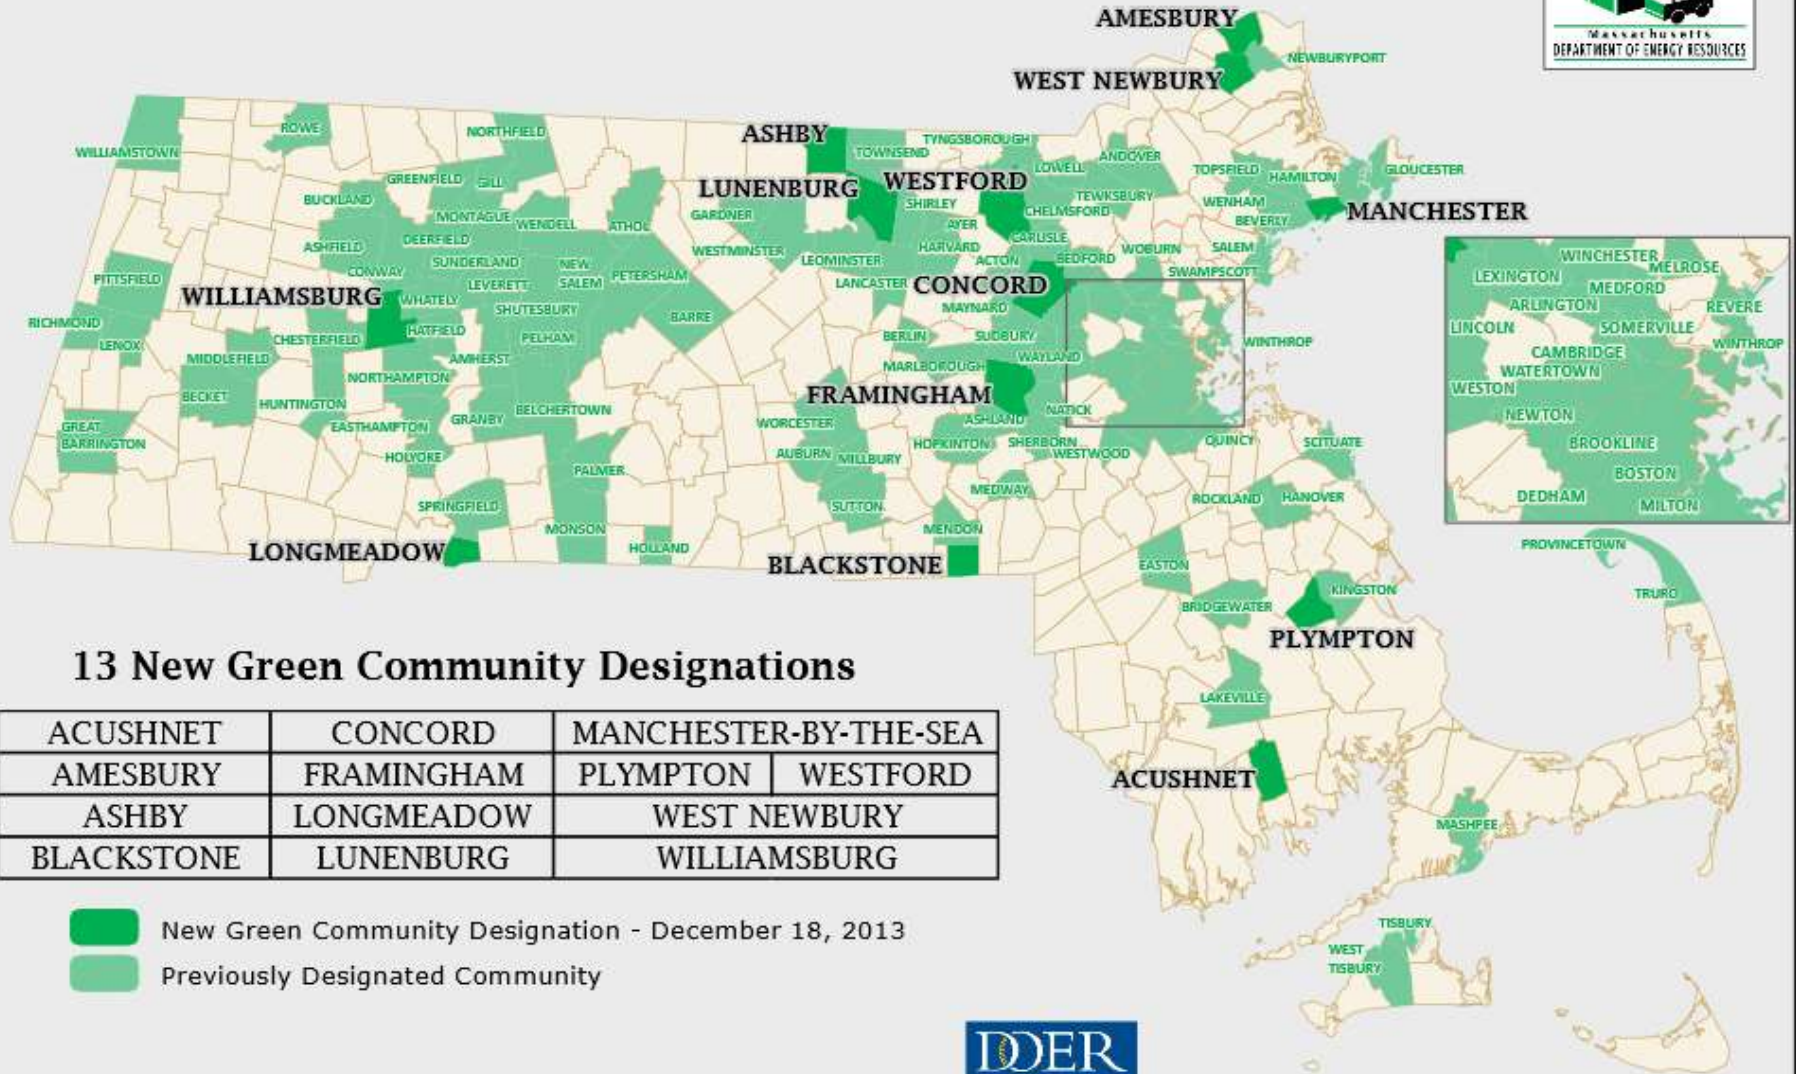 AMESBURY
NEWBURYPORT
WEST NEWBURY
Massachusetts
DEPARTMENT OF ENERGY RESOURCES
ROWE
NORTHFIELD
ASHBY
TOWNSEND
TYNGSBOROUGH
WILLIAMSTOWN
LOWELL
ANDOVER
GREENFIELD
GILL
LUNENBURG
WESTFORD
TOPSFIELD
HAMILTON
GLOUCESTER
BUCKLAND
MONTAGUE
WENDELL
ATHOL
GARDNER
SHIRLEY
AYER
CHELMSFORD
TEWKSBURY
WENHAM
BEVERLY
MANCHESTER
ASHFIELD
DEERFIELD
WESTMINSTER
LEOMINSTER
HARVARD
CARLISLE
ACTON
BEDFORD
WOBURN
SALEM
SWAMPSCOTT
PITTSFIELD
CONWAY
SUNDERLAND
LEVERETT
NEW
SALEM
PETERSHAM
LANCASTER
CONCORD
WILLIAMSBURG
WHATELY
SHUTESBURY
BARRE
MAYNARD
RICHMOND
LENOX
CHESTERFIELD
HATFIELD
PELHAM
BERLIN
SUDBURY
WINTHROP
MIDDLEFIELD
AMHERST
MARLBOROUGH
WAYLAND
NORTHAMPTON
FRAMINGHAM
BECKET
HUNTINGTON
GRANBY
BELCHERTOWN
NATICK
GREAT
BARRINGTON
EASTHAMPTON
WORCESTER
ASHLAND
HOPKINTON
SHERBORN
WESTWOOD
QUINCY
SCITUATE
HOLYOKE
PALMER
AUBURN
MILLBURY
MEDWAY
SPRINGFIELD
SUTTON
ROCKLAND
HANOVER
MONSON
HOLLAND
MENDON
LONGMEADOW
BLACKSTONE
EASTON
BRIDGEWATER
KINGSTON
PLYMPTON
LAKEVILLE
ACUSHNET
MASHPEE
TISBURY
WEST
TISBURY
PROVINCETOWN
TRURO
WINCHESTER
MELROSE
LEXINGTON
MEDFORD
ARLINGTON
REVERE
LINCOLN
SOMERVILLE
WINTHROP
CAMBRIDGE
WATERTOWN
WESTON
NEWTON
BROOKLINE
BOSTON
DEDHAM
MILTON
13 New Green Community Designations
ACUSHNET CONCORD MANCHESTER-BY-THE-SEA
AMESBURY FRAMINGHAM PLYMPTON WESTFORD
ASHBY LONGMEADOW WEST NEWBURY
BLACKSTONE LUNENBURG WILLIAMSBURG
New Green Community Designation - December 18, 2013
Previously Designated Community
DOER